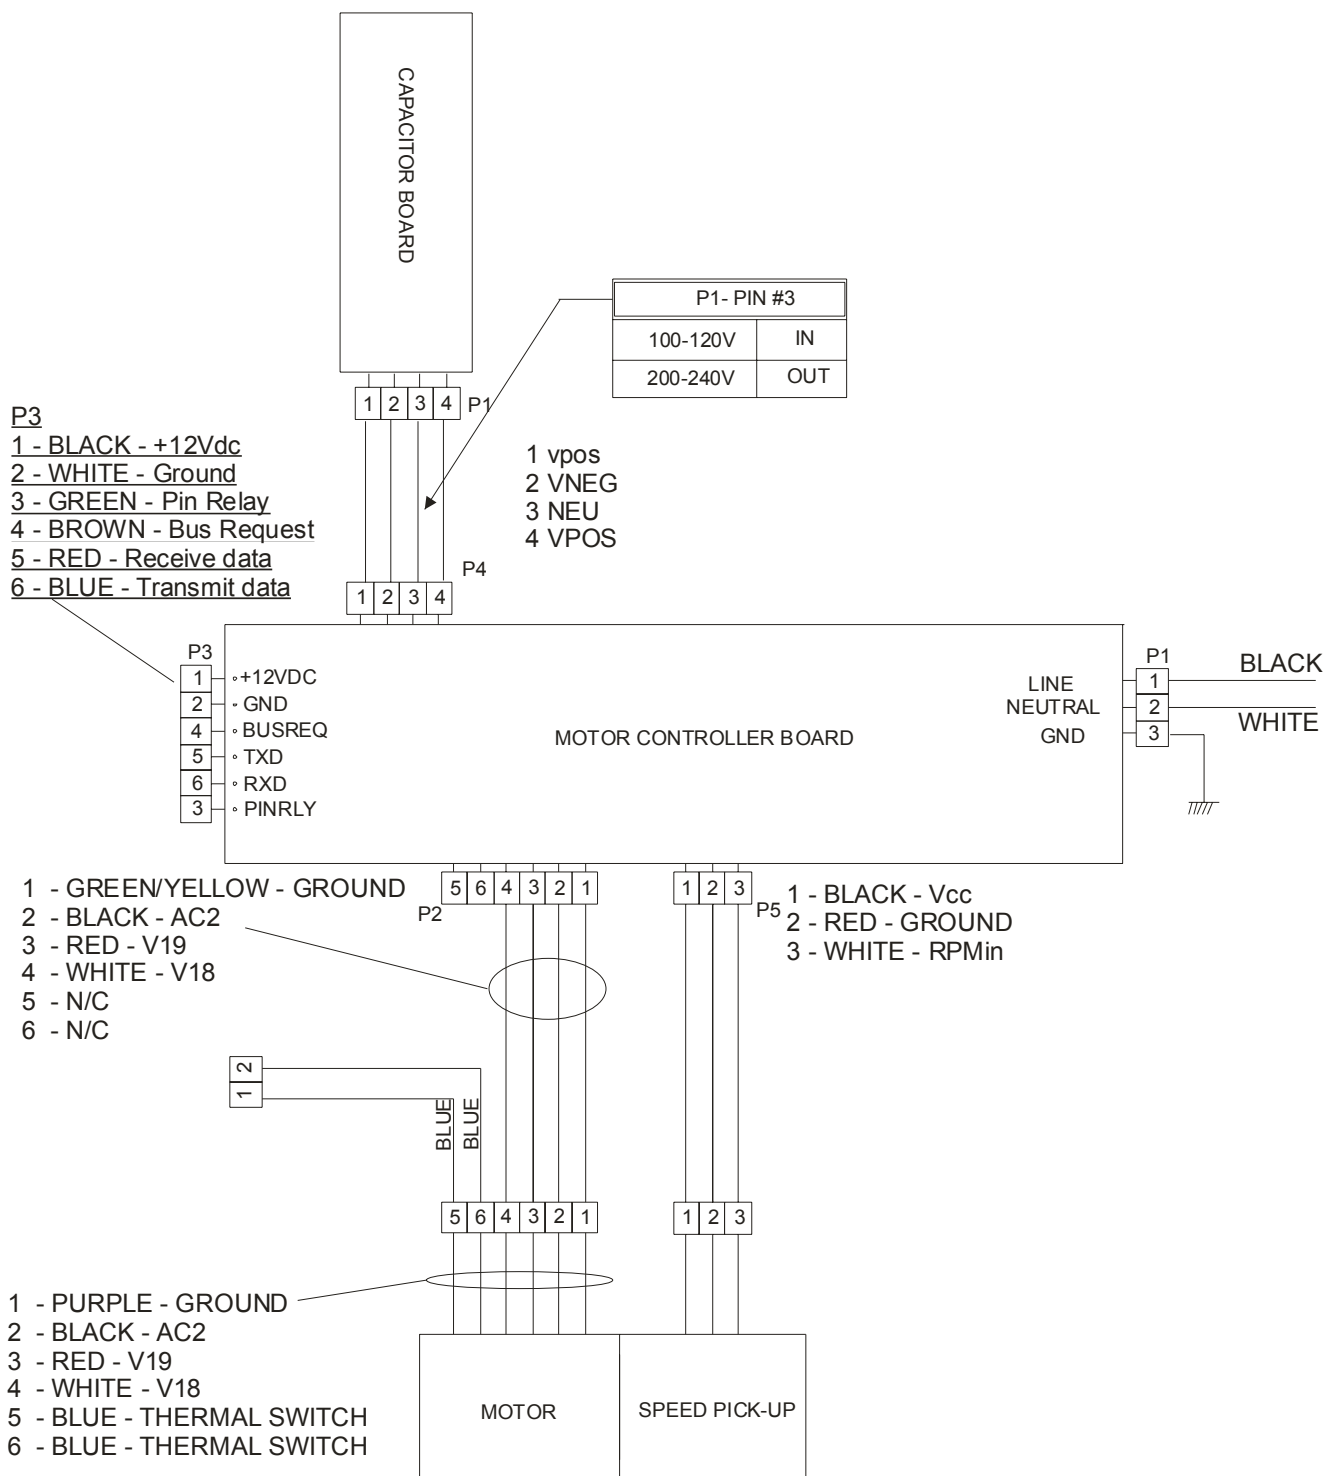 CAPACITOR BOARD
P1- PIN #3
100-120V IN
200-240V OUT
1 2 3 4 P1
P3
1 - BLACK - +12Vdc
2 - WHITE - Ground
3 - GREEN - Pin Relay
4 - BROWN - Bus Request
5 - RED - Receive data
6 - BLUE - Transmit data
1 vpos
2 VNEG
3 NEU
4 VPOS
P4
1 2 3 4
P3
1 +12VDC
2 GND
4 BUSREQ
5 TXD
6 RXD
3 PINRLY
MOTOR CONTROLLER BOARD
P1
LINE 1 BLACK
NEUTRAL 2 WHITE
GND 3
5 6 4 3 2 1
P2
1 - GREEN/YELLOW - GROUND
2 - BLACK - AC2
3 - RED - V19
4 - WHITE - V18
5 - N/C
6 - N/C
1 2 3
P5
1 - BLACK - Vcc
2 - RED - GROUND
3 - WHITE - RPMin
2
1
BLUE
BLUE
5 6 4 3 2 1
1 2 3
1 - PURPLE - GROUND
2 - BLACK - AC2
3 - RED - V19
4 - WHITE - V18
5 - BLUE - THERMAL SWITCH
6 - BLUE - THERMAL SWITCH
MOTOR
SPEED PICK-UP